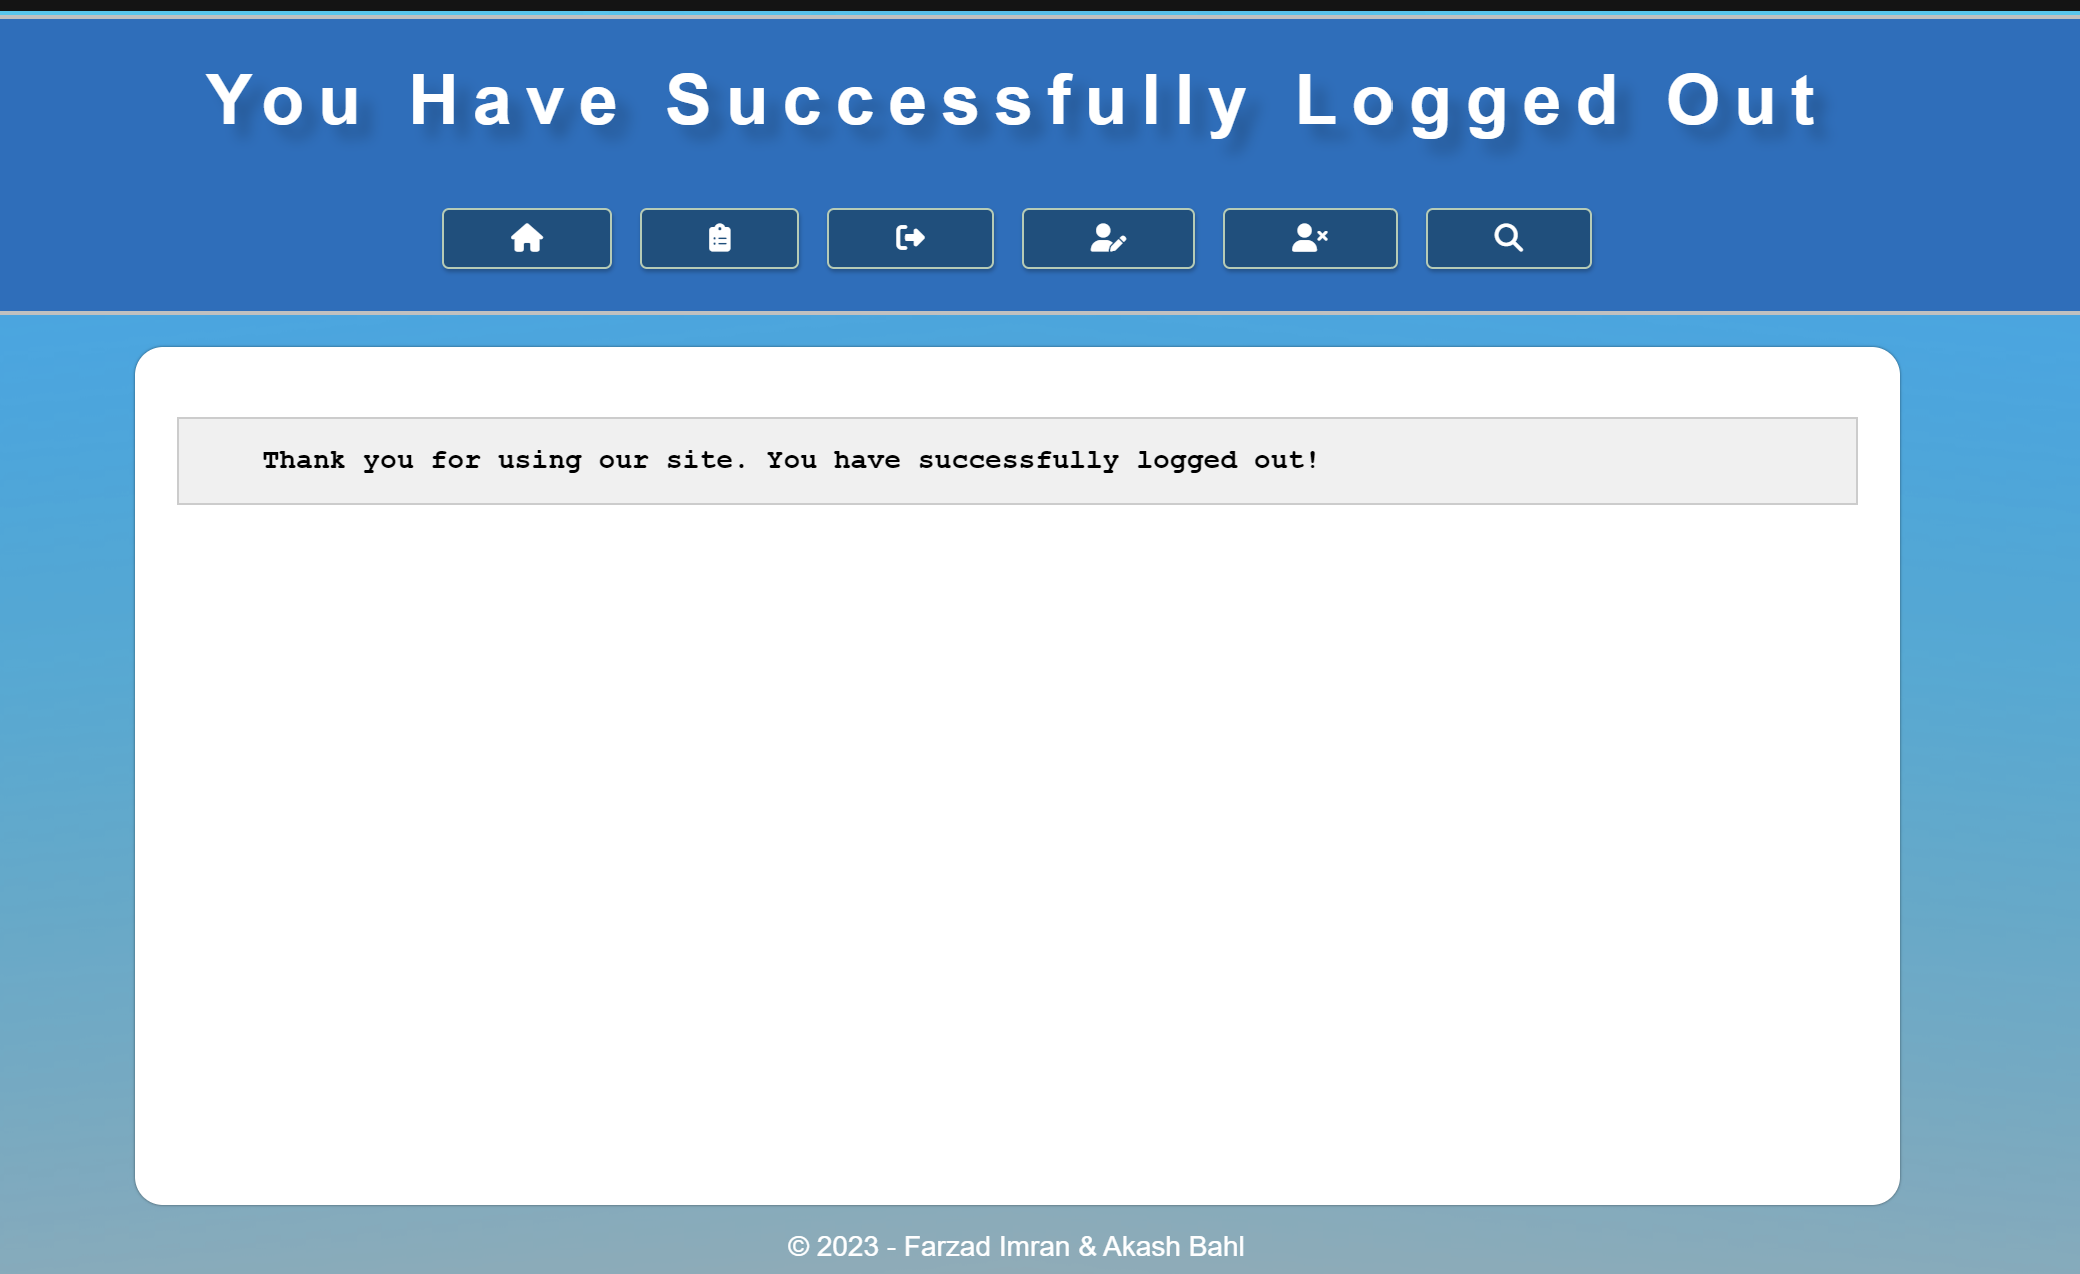 You Have Successfully Logged Out
Thank you for using our site. You have successfully logged out!
© 2023 - Farzad Imran & Akash Bahl